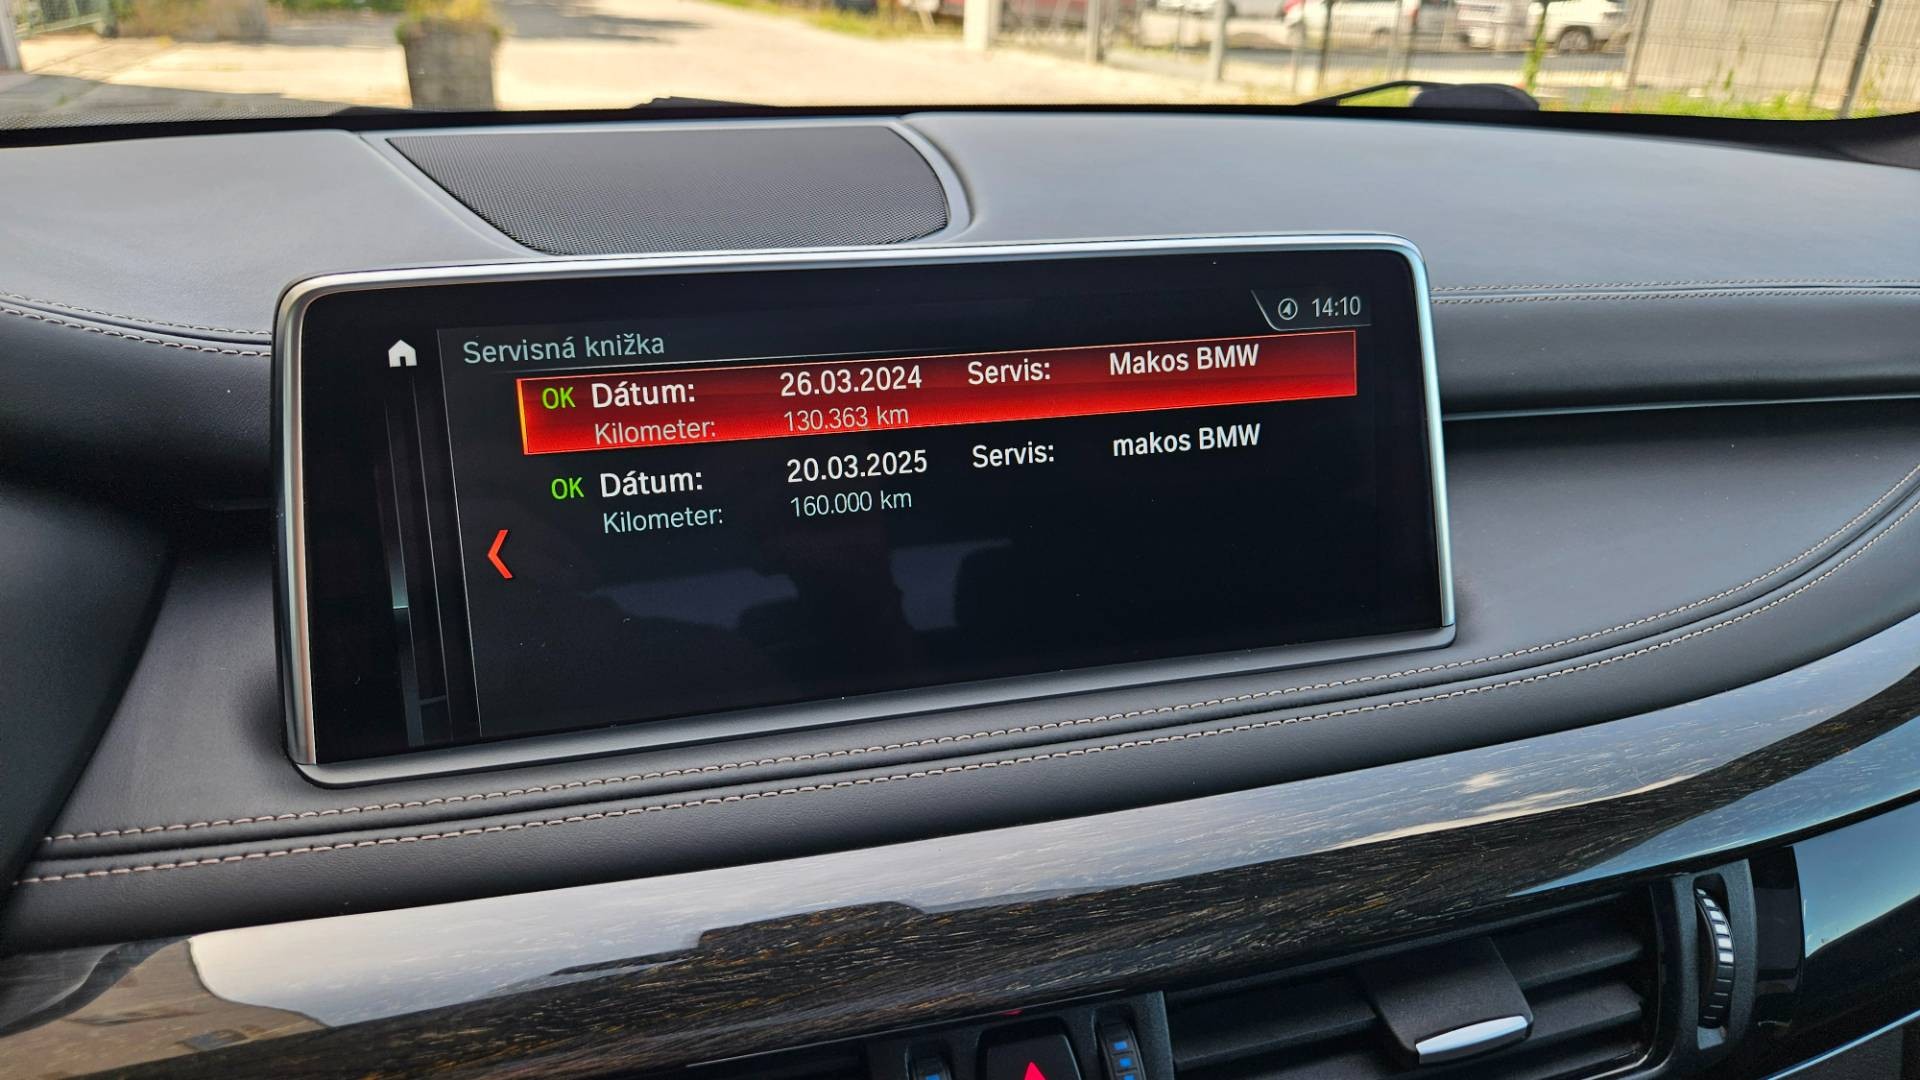 14:10
Servisná knižka
OK Dátum: 26.03.2024 Servis: Makos BMW
Kilometer: 130.363 km
OK Dátum: 20.03.2025 Servis: makos BMW
Kilometer: 160.000 km